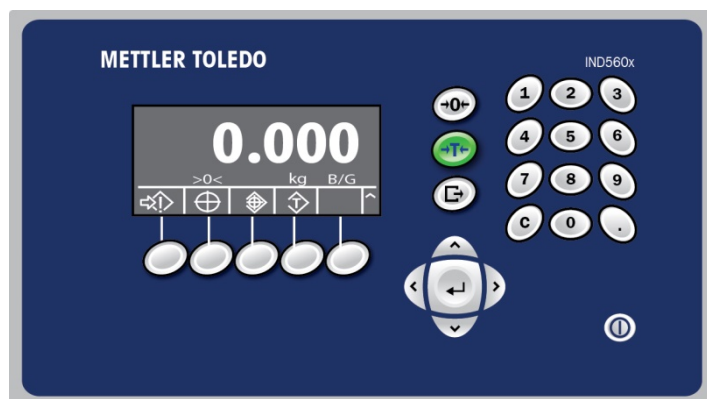 METTLER TOLEDO
IND560x
0.000
>0<
kg
B/G
T
→0←
→T←
1 2 3
4 5 6
7 8 9
C 0 .